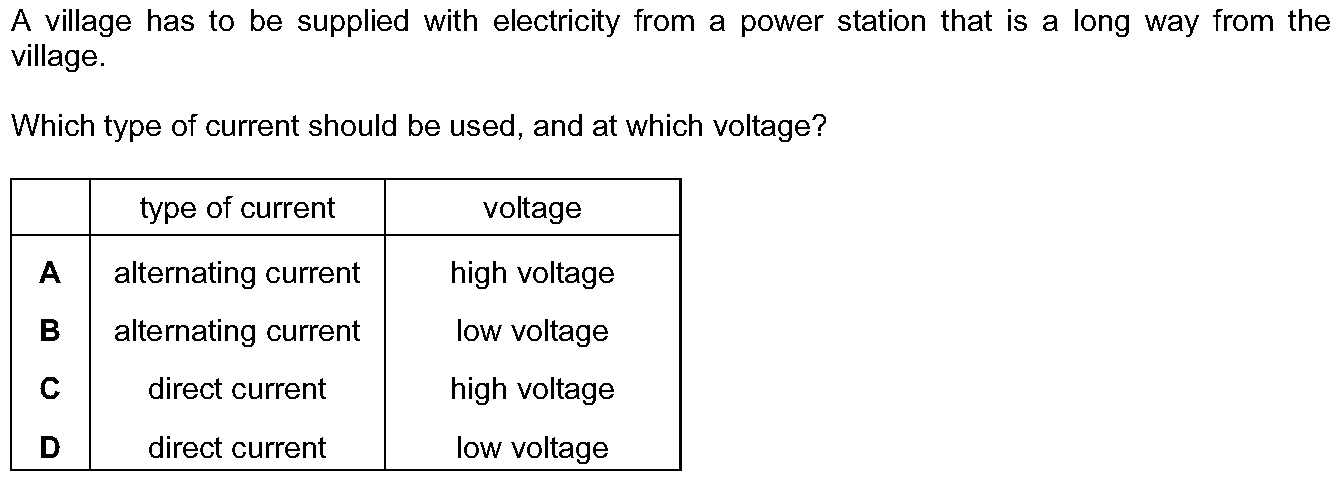 A village has to be supplied with electricity from a power station that is a long way from the
village.
Which type of current should be used, and at which voltage?
type of current voltage
A alternating current high voltage
B alternating current low voltage
C direct current high voltage
D direct current low voltage